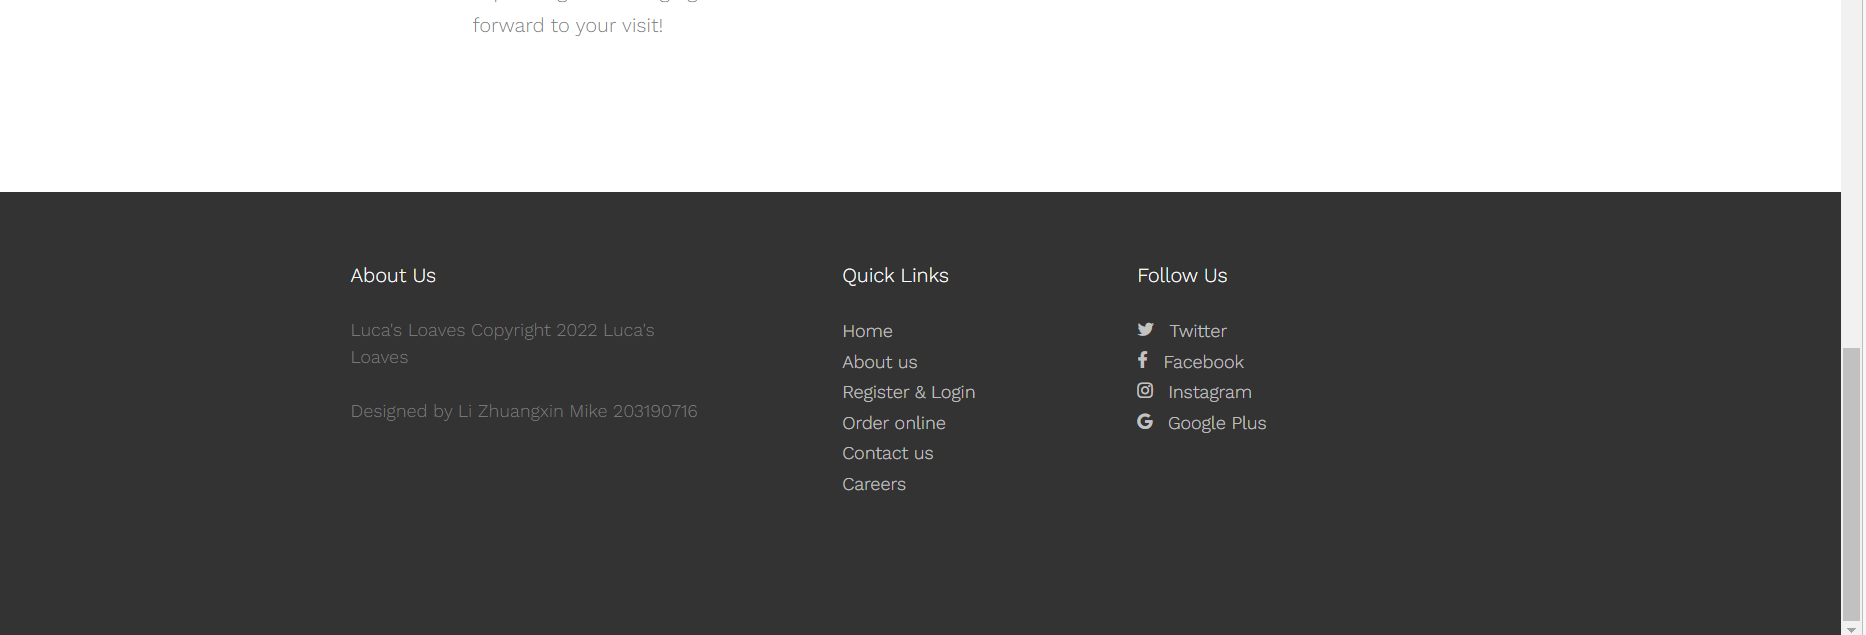 forward to your visit!
About Us
Luca's Loaves Copyright 2022 Luca's
Loaves
Designed by Li Zhuangxin Mike 203190716
Quick Links
Home
About us
Register & Login
Order online
Contact us
Careers
Follow Us
Twitter
Facebook
Instagram
Google Plus